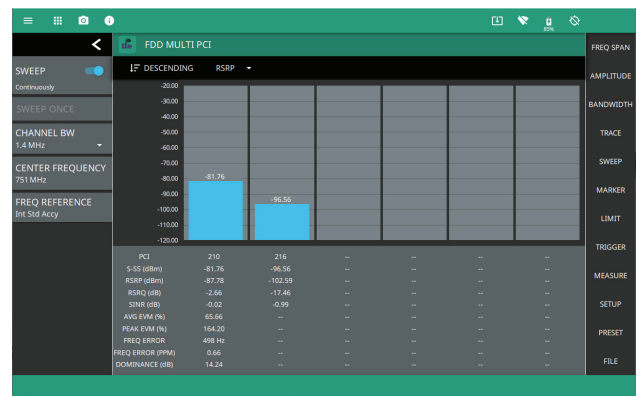 85%
FDD MULTI PCI
DESCENDING RSRP
SWEEP
Continuously
SWEEP ONCE
CHANNEL BW
1.4 MHz
CENTER FREQUENCY
751 MHz
FREQ REFERENCE
Int Std Accy
-20.00
-30.00
-40.00
-50.00
-60.00
-70.00
-80.00
-90.00
-100.00
-110.00
-120.00
-81.76
-96.56
PCI 210 216 -- -- -- --
S-SS (dBm) -81.76 -96.56 -- -- -- --
RSRP (dBm) -87.78 -102.59 -- -- -- --
RSRQ (dB) -2.66 -17.46 -- -- -- --
SINR (dB) -0.02 -0.99 -- -- -- --
AVG EVM (%) 65.66 -- -- -- -- --
PEAK EVM (%) 164.20 -- -- -- -- --
FREQ ERROR 498 Hz -- -- -- -- --
FREQ ERROR (PPM) 0.66 -- -- -- -- --
DOMINANCE (dB) 14.24 -- -- -- -- --
FREQ SPAN
AMPLITUDE
BANDWIDTH
TRACE
SWEEP
MARKER
LIMIT
TRIGGER
MEASURE
SETUP
PRESET
FILE